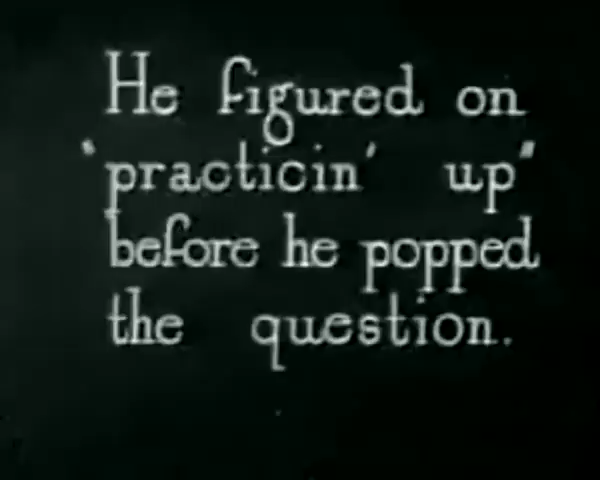 He figured on
"practicin' up"
before he popped
the question.